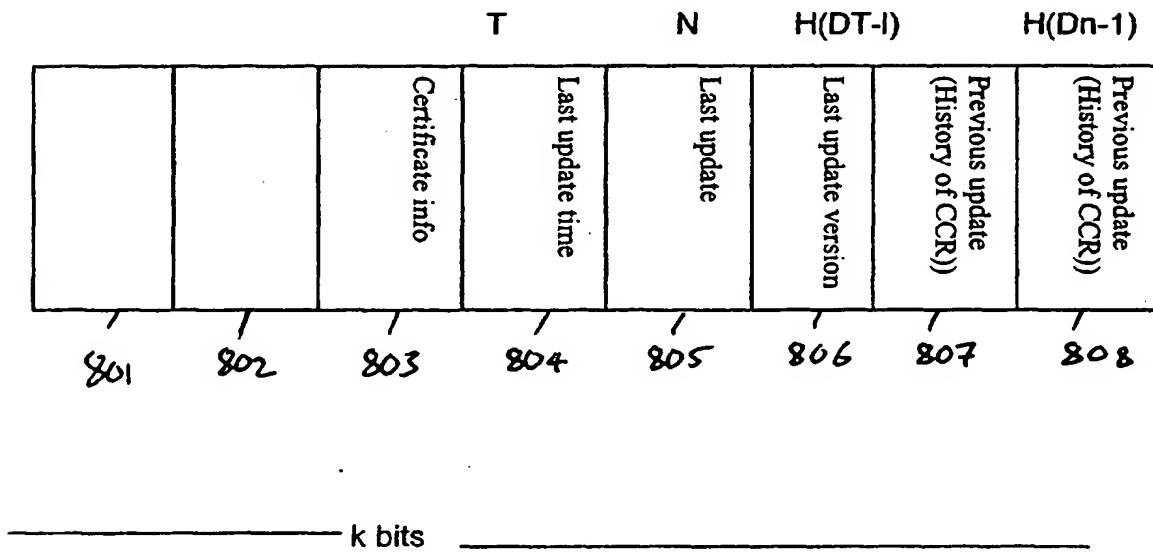 T N H(DT-I) H(Dn-1)
Certificate info
Last update time
Last update
Last update version
Previous update
(History of CCR))
Previous update
(History of CCR))
801 802 803 804 805 806 807 808
k bits